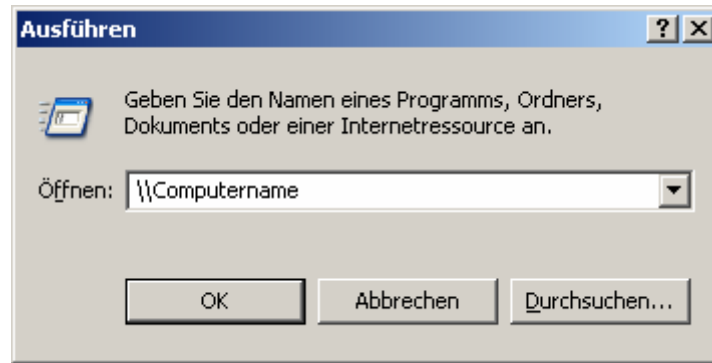 Ausführen
Geben Sie den Namen eines Programms, Ordners,
Dokuments oder einer Internetressource an.
Öffnen: \\Computername
OK Abbrechen Durchsuchen...